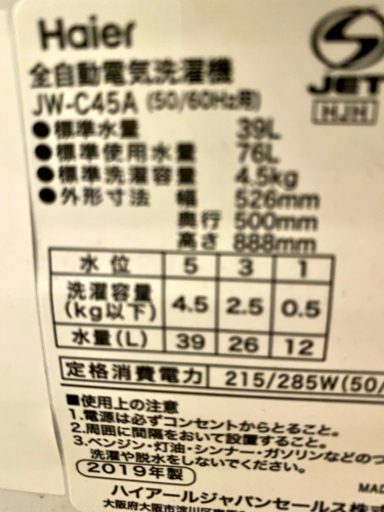 Haier
全自動電気洗濯機
JW-C45A (50/60Hz用)
●標準水量 39L
●標準使用水量 76L
●標準洗濯容量 4.5kg
●外形寸法 幅 526mm
奥行 500mm
高さ 888mm
S
JET
HJH
水位 5 3 1
洗濯容量(kg以下) 4.5 2.5 0.5
水量(L) 39 26 12
定格消費電力 215/285W(50/
■使用上の注意
1.電源は必ずコンセントからとること。
2.周囲に間隔をおいて設置すること。
3.ベンジン・灯油・シンナー・ガソリンなどのつ
洗濯や脱水をしないでください。
2019年製
MAD
ハイアールジャパンセールス株式
大阪府大阪市淀川区